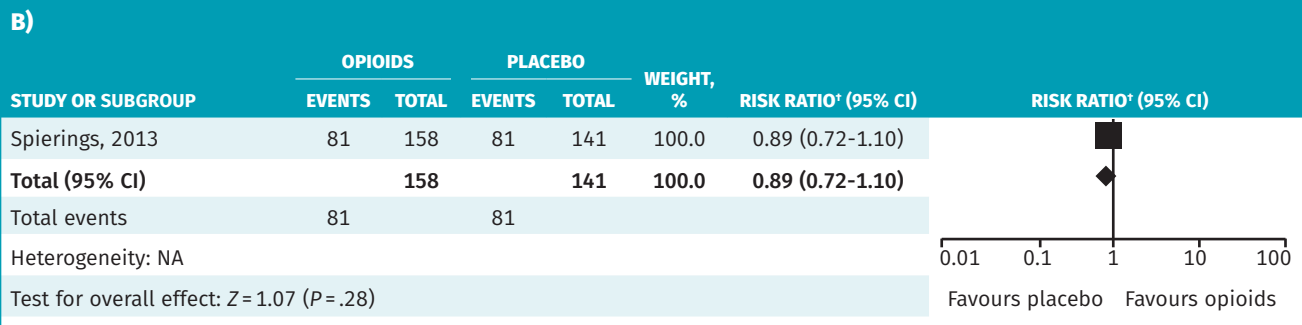 B)
OPIOIDS PLACEBO WEIGHT, %
STUDY OR SUBGROUP EVENTS TOTAL EVENTS TOTAL RISK RATIO† (95% CI) RISK RATIO† (95% CI)
Spierings, 2013 81 158 81 141 100.0 0.89 (0.72-1.10)
Total (95% CI) 158 141 100.0 0.89 (0.72-1.10)
Total events 81 81
Heterogeneity: NA
0.01 0.1 1 10 100
Test for overall effect: Z = 1.07 (P = .28)
Favours placebo Favours opioids